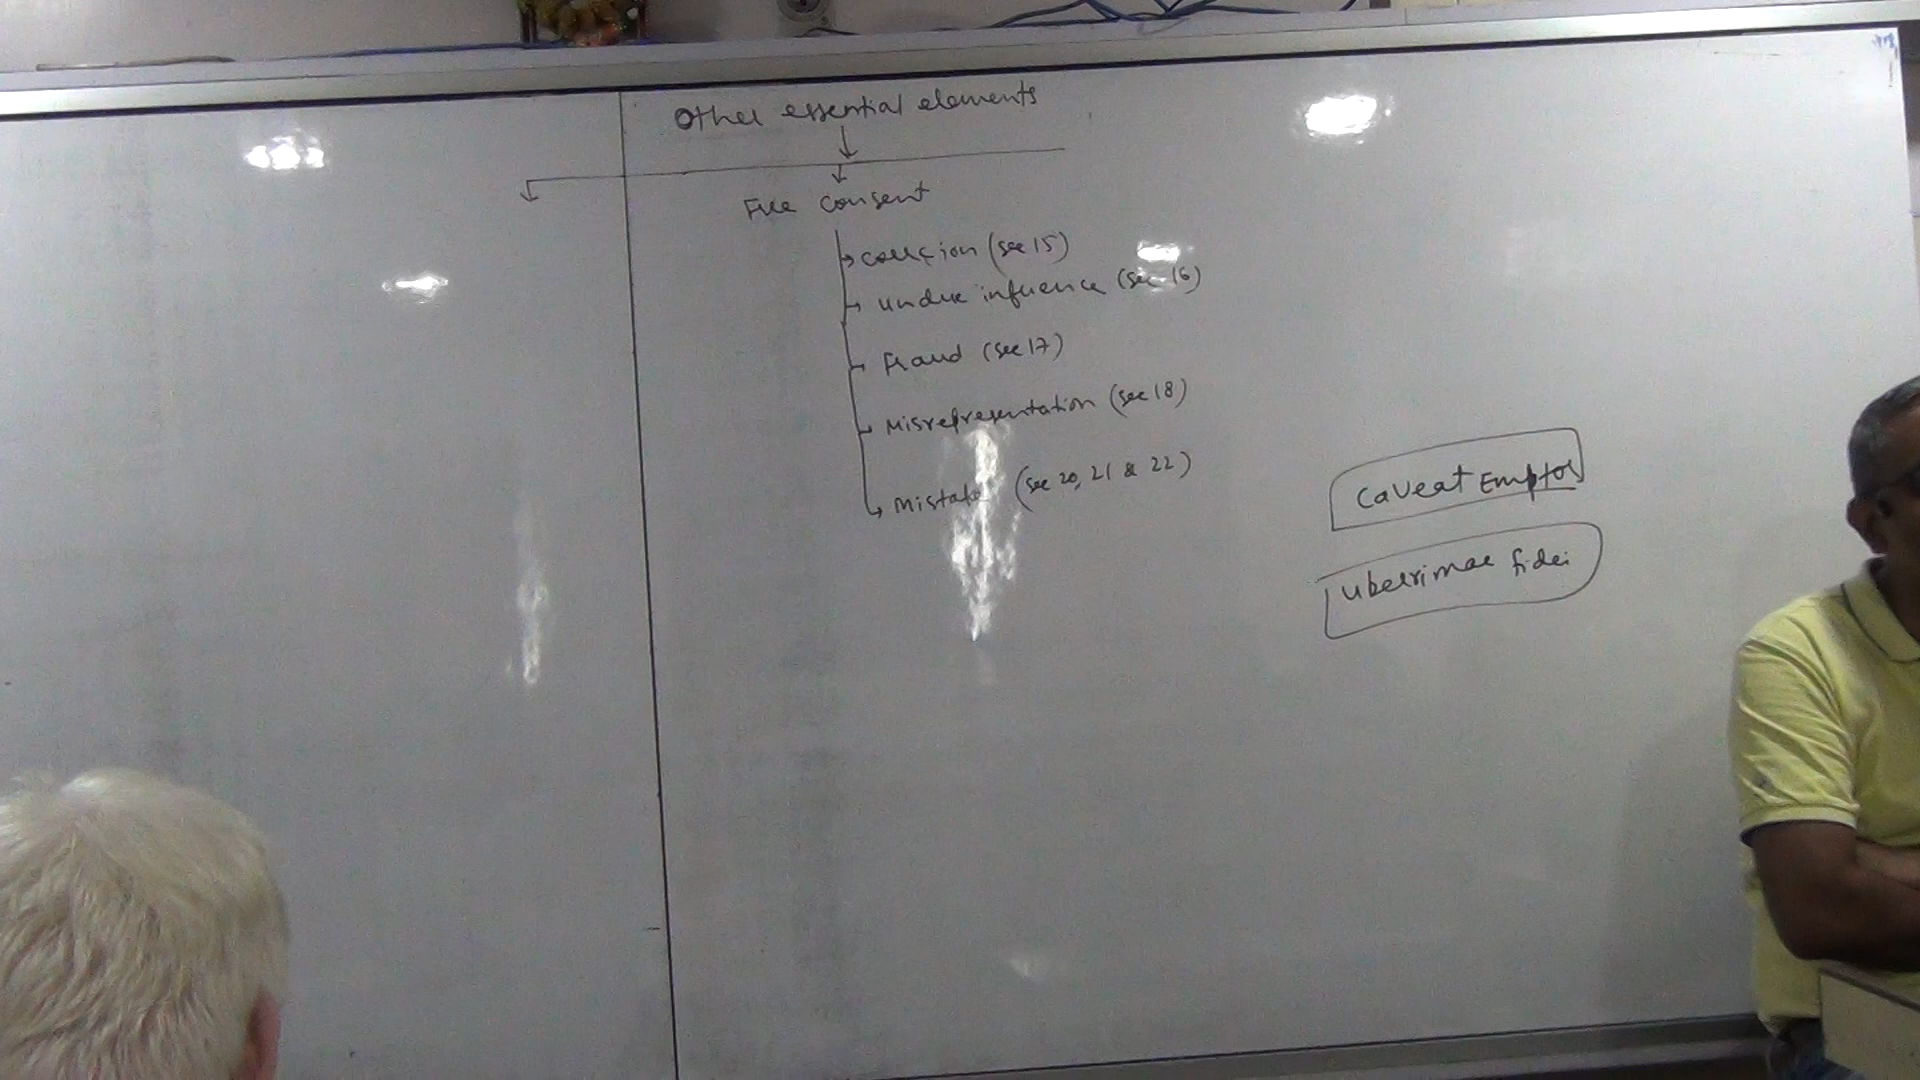 Other essential elements
Free consent
coercion (sec 15)
undue influence (sec 16)
fraud (sec 17)
Misrepresentation (sec 18)
Mistake (sec 20, 21 & 22)
Caveat Emptor
uberrimae fidei